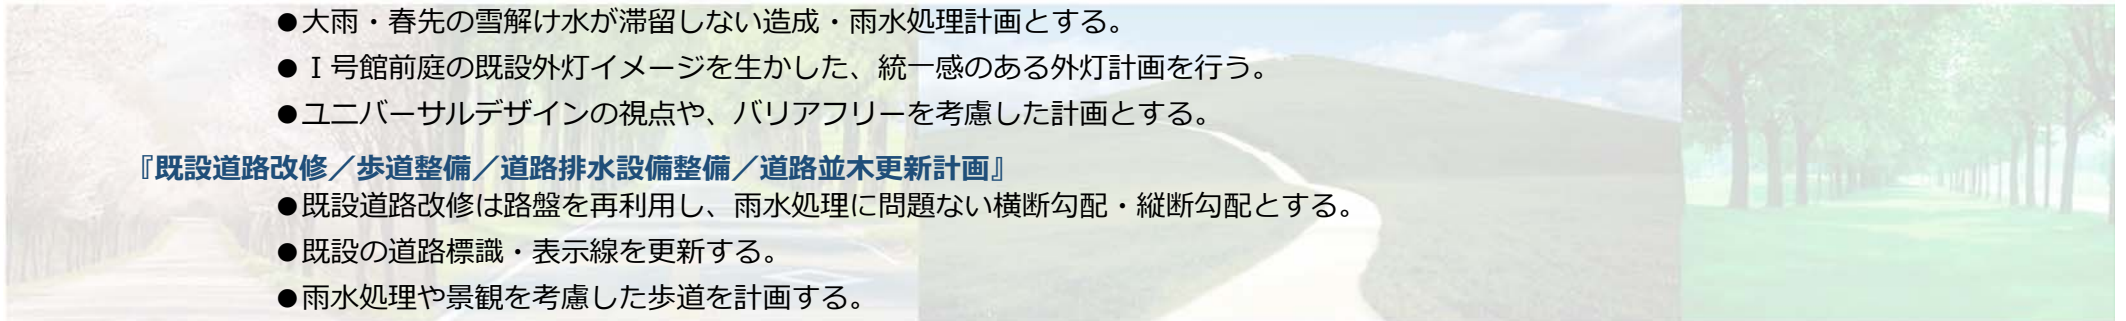 ●大雨・春先の雪解け水が滞留しない造成・雨水処理計画とする。
●Ⅰ号館前庭の既設外灯イメージを生かした、統一感のある外灯計画を行う。
●ユニバーサルデザインの視点や、バリアフリーを考慮した計画とする。
『既設道路改修／歩道整備／道路排水設備整備／道路並木更新計画』
●既設道路改修は路盤を再利用し、雨水処理に問題ない横断勾配・縦断勾配とする。
●既設の道路標識・表示線を更新する。
●雨水処理や景観を考慮した歩道を計画する。